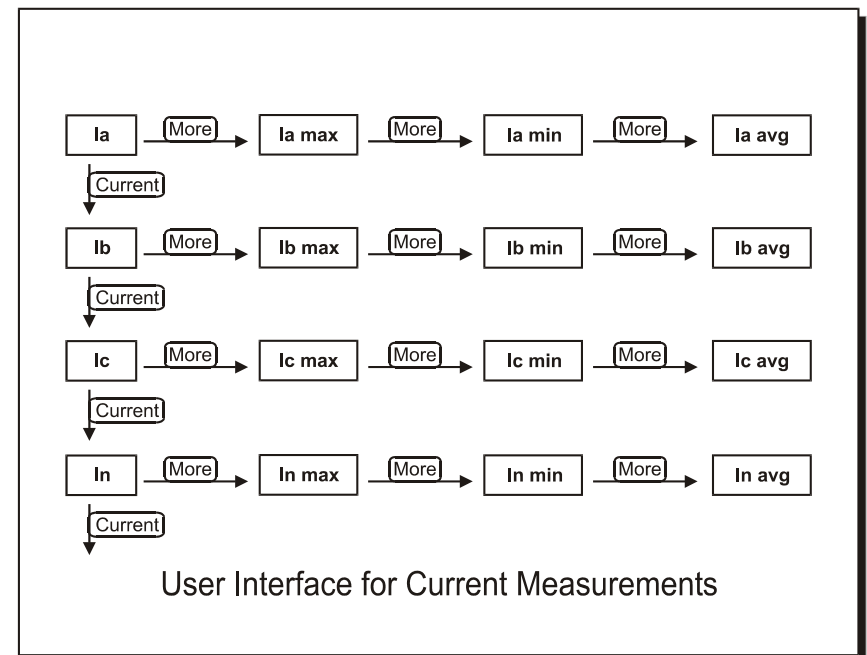 Ia More Ia max More Ia min More Ia avg
Current
Ib More Ib max More Ib min More Ib avg
Current
Ic More Ic max More Ic min More Ic avg
Current
In More In max More In min More In avg
Current
User Interface for Current Measurements